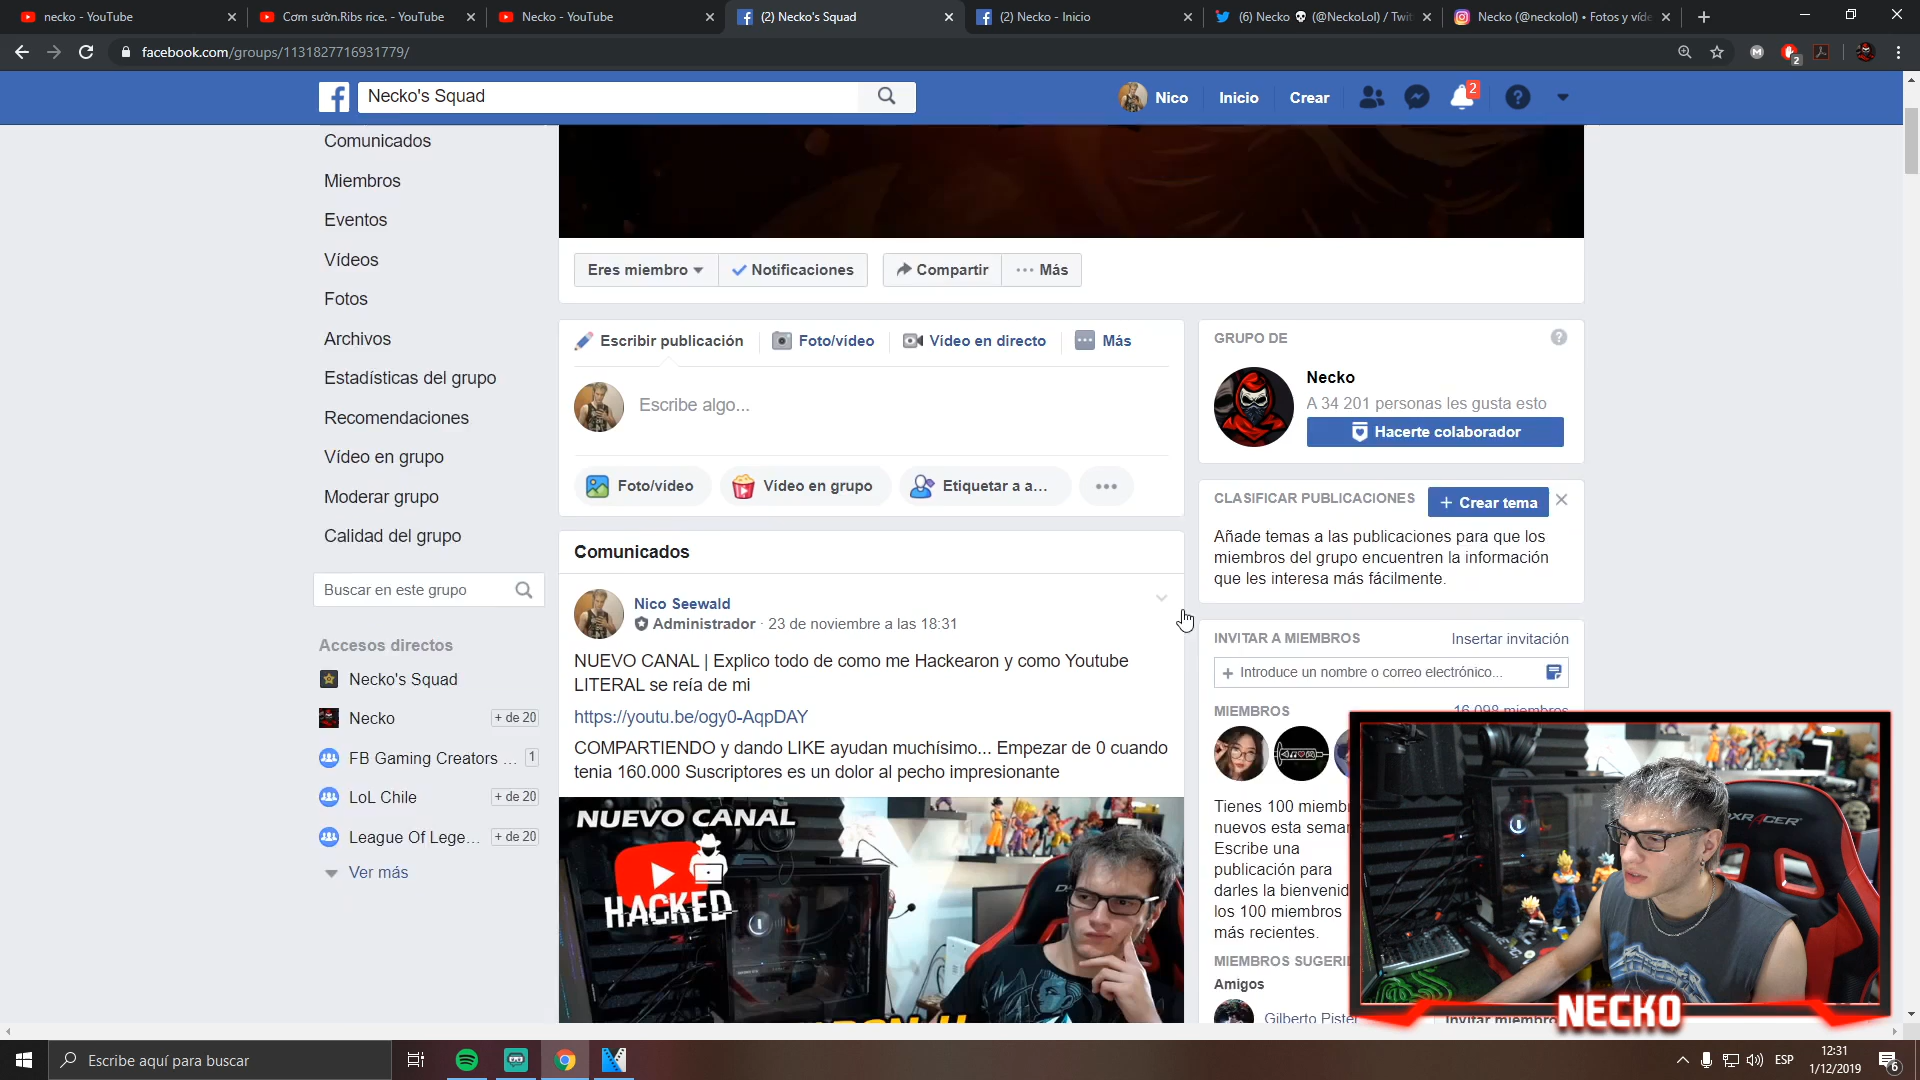 necko - YouTube
Cơm sườn.Ribs rice. - YouTube
Necko - YouTube
(2) Necko's Squad
(2) Necko - Inicio
(6) Necko 💀 (@NeckoLol) / Twit
Necko (@neckolol) • Fotos y víde
facebook.com/groups/1131827716931779/
2
Necko's Squad
Nico
Inicio
Crear
2
Comunicados
Miembros
Eventos
Vídeos
Fotos
Archivos
Estadísticas del grupo
Recomendaciones
Vídeo en grupo
Moderar grupo
Calidad del grupo
Buscar en este grupo
Accesos directos
Necko's Squad
Necko
+ de 20
FB Gaming Creators ...
1
LoL Chile
+ de 20
League Of Lege...
+ de 20
Ver más
Eres miembro
Notificaciones
Compartir
Más
Escribir publicación
Foto/vídeo
Vídeo en directo
Más
Escribe algo...
Foto/vídeo
Vídeo en grupo
Etiquetar a a...
Comunicados
Nico Seewald
Administrador · 23 de noviembre a las 18:31
NUEVO CANAL | Explico todo de como me Hackearon y como Youtube
LITERAL se reía de mi
https://youtu.be/ogy0-AqpDAY
COMPARTIENDO y dando LIKE ayudan muchísimo... Empezar de 0 cuando
tenia 160.000 Suscriptores es un dolor al pecho impresionante
NUEVO CANAL
HACKED
GRUPO DE
Necko
A 34 201 personas les gusta esto
Hacerte colaborador
CLASIFICAR PUBLICACIONES
+ Crear tema
Añade temas a las publicaciones para que los
miembros del grupo encuentren la información
que les interesa más fácilmente.
INVITAR A MIEMBROS
Insertar invitación
+ Introduce un nombre o correo electrónico...
MIEMBROS
16 098 miembros
Tienes 100 miemb
nuevos esta sema
Escribe una
publicación para
darles la bienvenid
los 100 miembros
más recientes.
MIEMBROS SUGERI
Amigos
Gilberto Piste
Invitar miembro
DXRACER
NECKO
Escribe aquí para buscar
ESP
12:31
1/12/2019
6